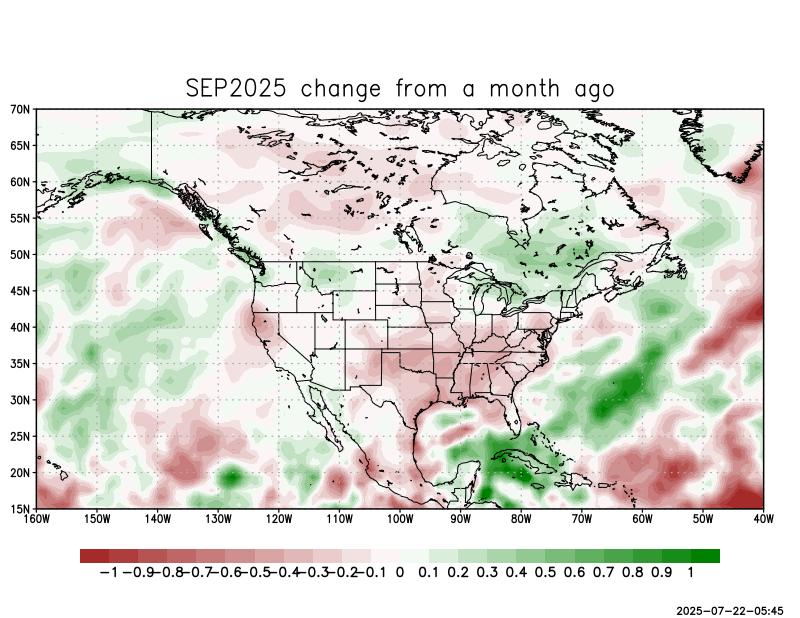 SEP2025 change from a month ago
70N
65N
60N
55N
50N
45N
40N
35N
30N
25N
20N
15N
160W 150W 140W 130W 120W 110W 100W 90W 80W 70W 60W 50W 40W
-1 -0.9 -0.8 -0.7 -0.6 -0.5 -0.4 -0.3 -0.2 -0.1 0 0.1 0.2 0.3 0.4 0.5 0.6 0.7 0.8 0.9 1
2025-07-22-05:45